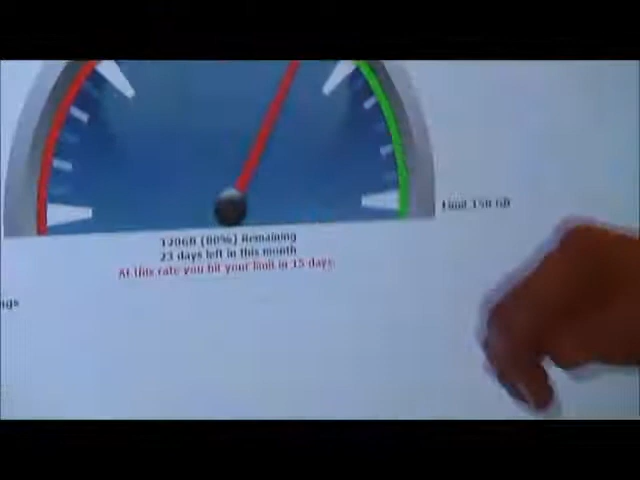 Limit 150 GB
120GB (80%) Remaining
23 days left in this month
At this rate you hit your limit in 15 days.